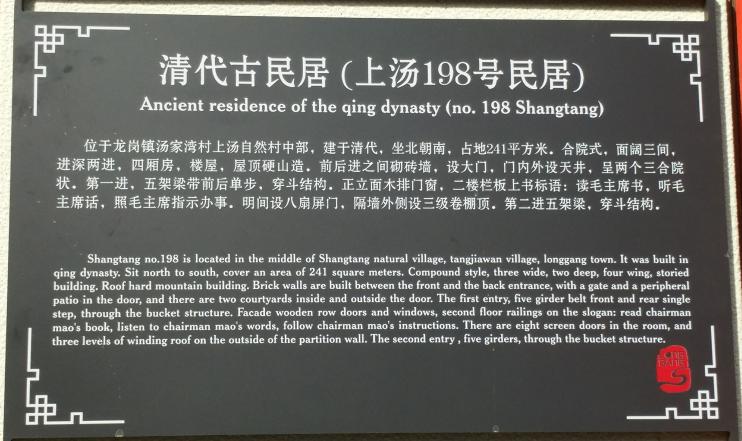 清代古民居(上汤198号民居)
Ancient residence of the qing dynasty (no. 198 Shangtang)
位于龙岗镇汤家湾村上汤自然村中部，建于清代，坐北朝南，占地241平方米。合院式，面阔三间，
进深两进，四厢房，楼屋，屋顶硬山造。前后进之间砌砖墙，设大门，门内外设天井，呈两个三合院
状。第一进，五架梁带前后单步，穿斗结构。正立面木排门窗，二楼栏板上书标语：读毛主席书，听毛
主席话，照毛主席指示办事。明间设八扇屏门，隔墙外侧设三级卷棚顶。第二进五架梁，穿斗结构。
Shangtang no.198 is located in the middle of Shangtang natural village, tangjiawan village, longgang town. It was built in
qing dynasty. Sit north to south, cover an area of 241 square meters. Compound style, three wide, two deep, four wing, storied
building. Roof hard mountain building. Brick walls are built between the front and the back entrance, with a gate and a peripheral
patio in the door, and there are two courtyards inside and outside the door. The first entry, five girder belt front and rear single
step, through the bucket structure. Facade wooden row doors and windows, second floor railings on the slogan: read chairman
mao's book, listen to chairman mao's words, follow chairman mao's instructions. There are eight screen doors in the room, and
three levels of winding roof on the outside of the partition wall. The second entry , five girders, through the bucket structure.